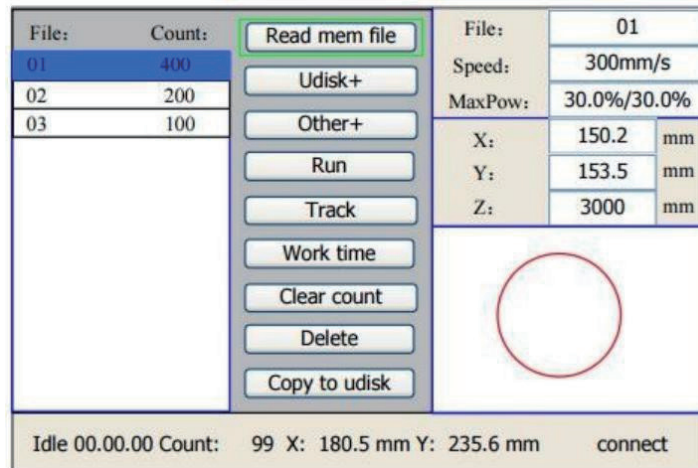 File: Count:
01 400
02 200
03 100
Read mem file
Udisk+
Other+
Run
Track
Work time
Clear count
Delete
Copy to udisk
File: 01
Speed: 300mm/s
MaxPow: 30.0%/30.0%
X: 150.2 mm
Y: 153.5 mm
Z: 3000 mm
Idle 00.00.00 Count: 99 X: 180.5 mm Y: 235.6 mm connect